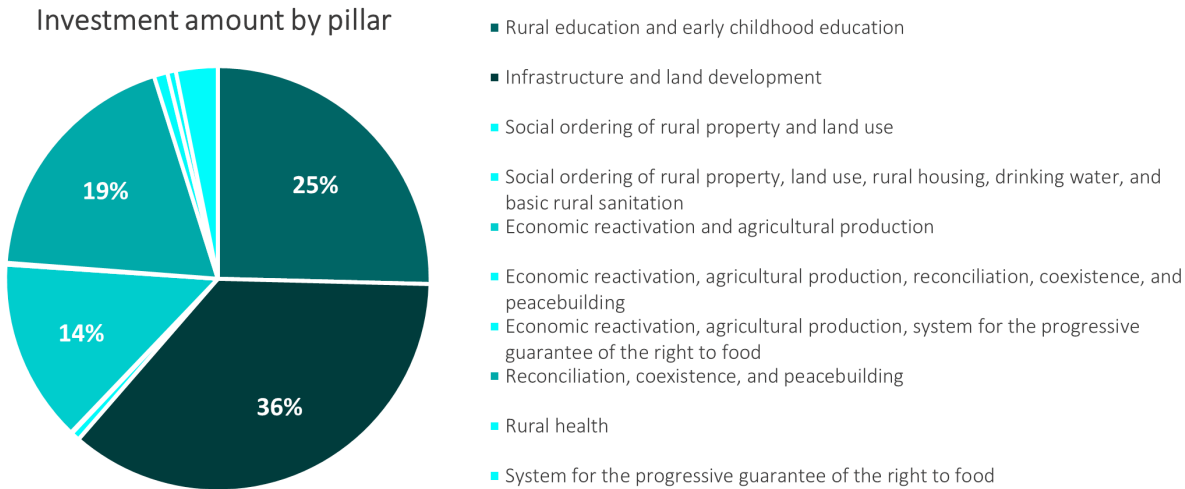 Investment amount by pillar
25%
36%
14%
19%
Rural education and early childhood education
Infrastructure and land development
Social ordering of rural property and land use
Social ordering of rural property, land use, rural housing, drinking water, and
basic rural sanitation
Economic reactivation and agricultural production
Economic reactivation, agricultural production, reconciliation, coexistence, and
peacebuilding
Economic reactivation, agricultural production, system for the progressive
guarantee of the right to food
Reconciliation, coexistence, and peacebuilding
Rural health
System for the progressive guarantee of the right to food